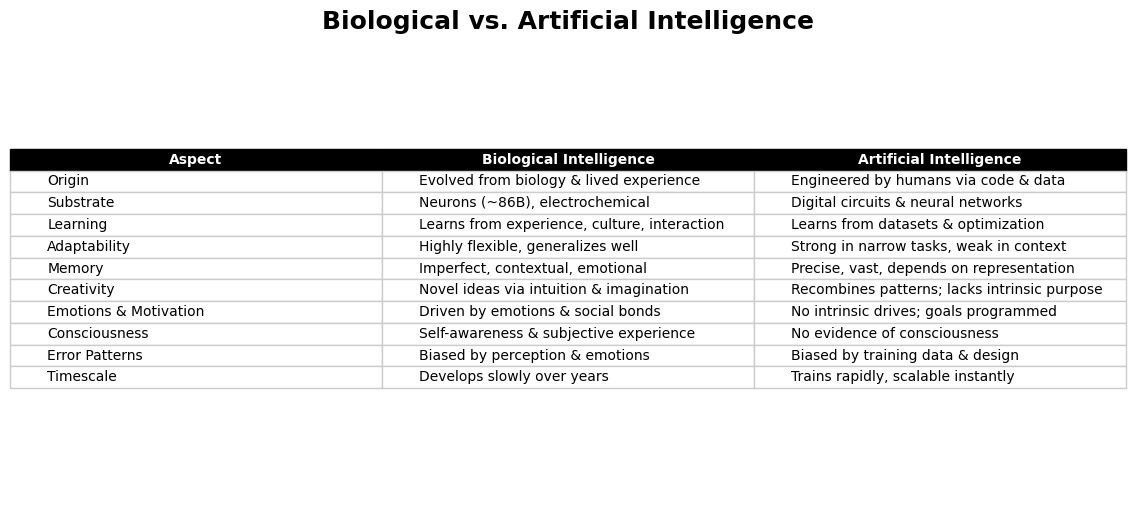 Biological vs. Artificial Intelligence
Aspect Biological Intelligence Artificial Intelligence
Origin Evolved from biology & lived experience Engineered by humans via code & data
Substrate Neurons (~86B), electrochemical Digital circuits & neural networks
Learning Learns from experience, culture, interaction Learns from datasets & optimization
Adaptability Highly flexible, generalizes well Strong in narrow tasks, weak in context
Memory Imperfect, contextual, emotional Precise, vast, depends on representation
Creativity Novel ideas via intuition & imagination Recombines patterns; lacks intrinsic purpose
Emotions & Motivation Driven by emotions & social bonds No intrinsic drives; goals programmed
Consciousness Self-awareness & subjective experience No evidence of consciousness
Error Patterns Biased by perception & emotions Biased by training data & design
Timescale Develops slowly over years Trains rapidly, scalable instantly